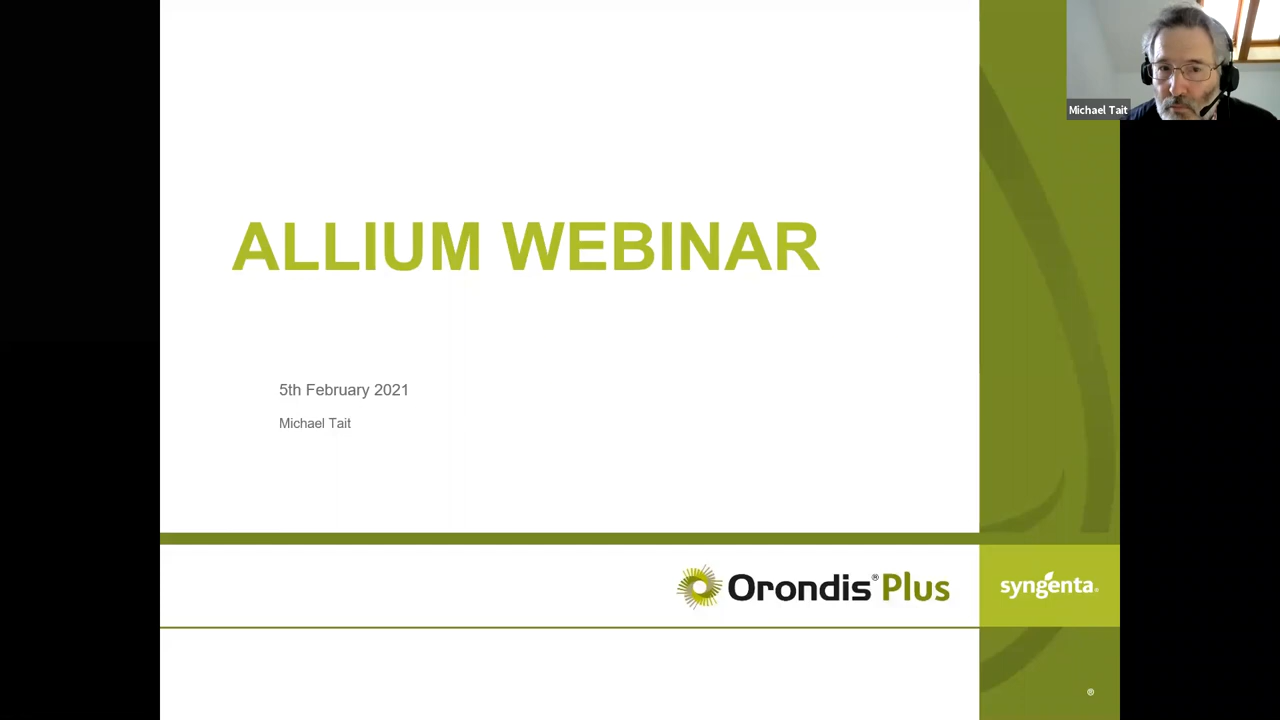 Michael Tait
ALLIUM WEBINAR
5th February 2021
Michael Tait
Orondis® Plus
syngenta®
®